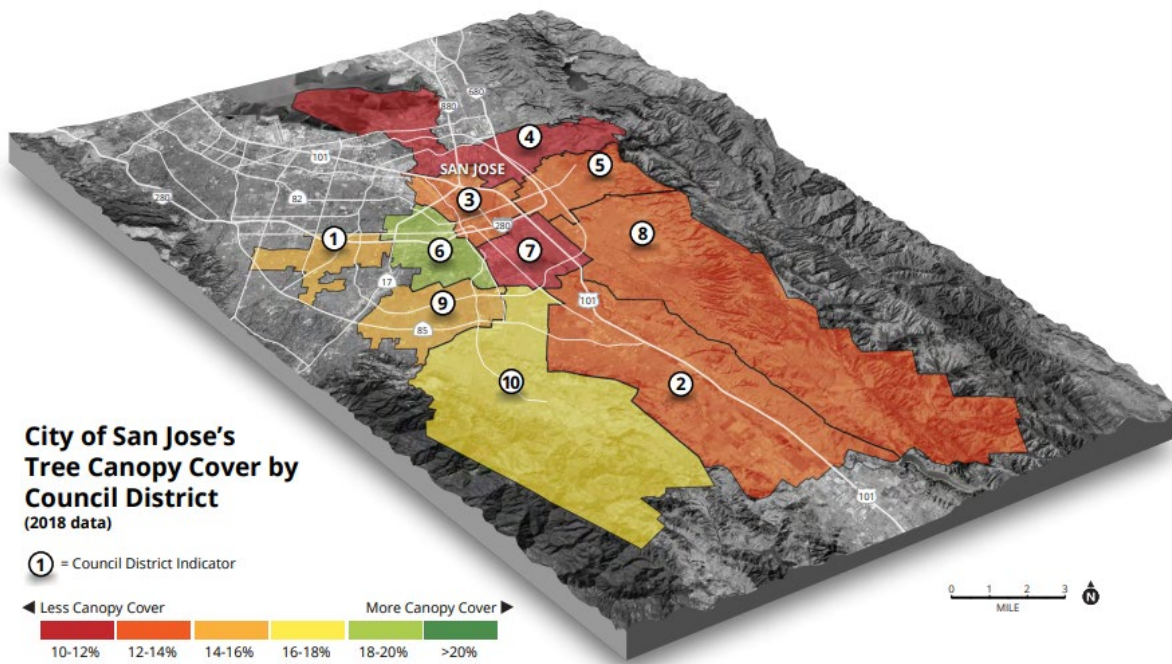 880
680
4
101
SAN JOSE
5
280
82
3
280
8
1
6
7
17
9
101
85
10
2
City of San Jose's
Tree Canopy Cover by
Council District
(2018 data)
101
1 = Council District Indicator
0 1 2 3
MILE
N
Less Canopy Cover More Canopy Cover
10-12% 12-14% 14-16% 16-18% 18-20% >20%